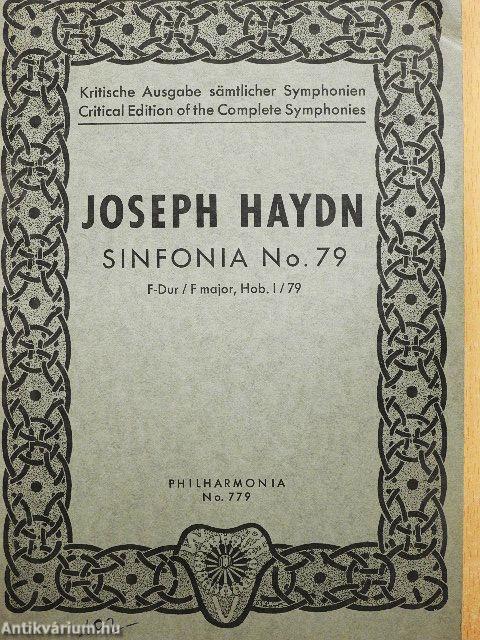 Kritische Ausgabe sämtlicher Symphonien
Critical Edition of the Complete Symphonies
JOSEPH HAYDN
SINFONIA No. 79
F-Dur / F major, Hob. I / 79
PHILHARMONIA
No. 779
Antikvárium.hu